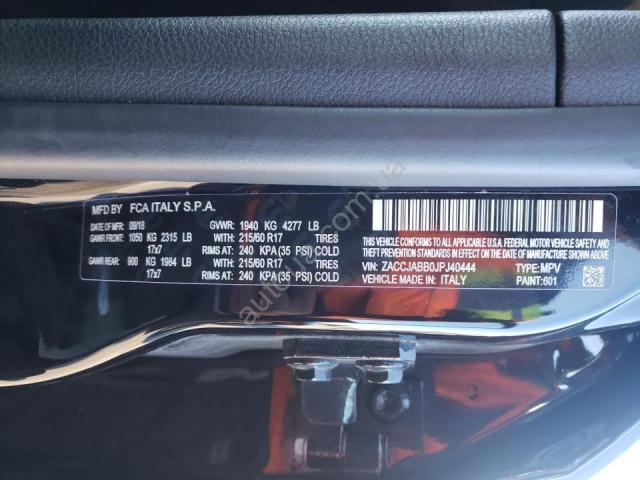 MFD BY FCA ITALY S.P.A.
DATE OF MFR: 09/18 GVWR: 1940 KG 4277 LB
GAWR FRONT: 1050 KG 2315 LB WITH: 215/60 R17 TIRES
17x7 RIMS AT: 240 KPA(35 PSI) COLD
GAWR REAR: 900 KG 1984 LB WITH: 215/60 R17 TIRES
17x7 RIMS AT: 240 KPA(35 PSI) COLD
THIS VEHICLE CONFORMS TO ALL APPLICABLE U.S.A. FEDERAL
MOTOR VEHICLE SAFETY, BUMPER, AND THEFT PREVENTION STANDARDS
IN EFFECT ON THE DATE OF MANUFACTURE SHOWN ABOVE.
VIN: ZACCJABB0JPJ40444 TYPE: MPV
VEHICLE MADE IN: ITALY PAINT: 601